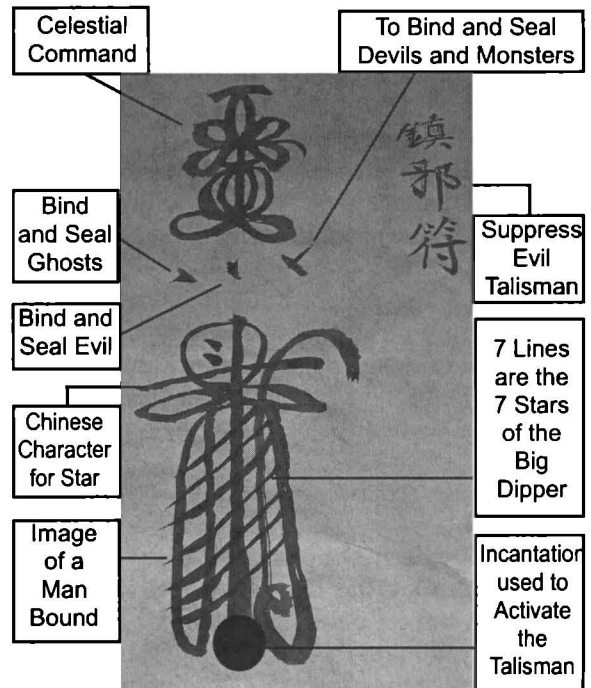 Celestial
Command
To Bind and Seal
Devils and Monsters
鎮
邪
符
Bind
and Seal
Ghosts
Suppress
Evil
Talisman
Bind and
Seal Evil
7 Lines
are the
7 Stars
of the
Big
Dipper
Chinese
Character
for Star
Image
of a
Man
Bound
Incantation
used to
Activate
the
Talisman